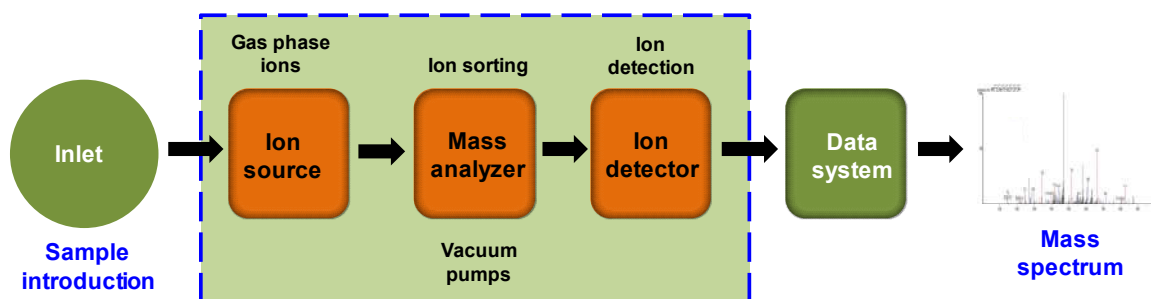 Inlet
Sample
introduction
Gas phase
ions
Ion
source
Ion sorting
Mass
analyzer
Vacuum
pumps
Ion
detection
Ion
detector
Data
system
Mass
spectrum